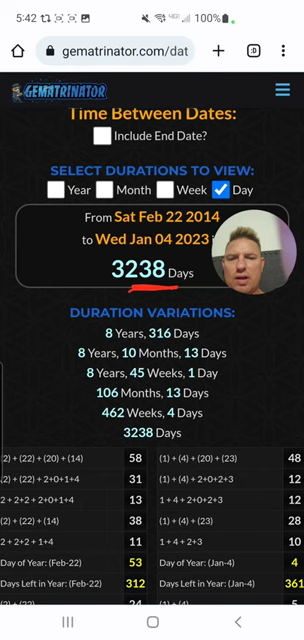 5:42 100%
gematrinator.com/dat
GEMATRINATOR
Time Between Dates:
Include End Date?
SELECT DURATIONS TO VIEW:
Year Month Week Day
From Sat Feb 22 2014
to Wed Jan 04 2023 i
3238 Days
DURATION VARIATIONS:
8 Years, 316 Days
8 Years, 10 Months, 13 Days
8 Years, 45 Weeks, 1 Day
106 Months, 13 Days
462 Weeks, 4 Days
3238 Days
2) + (22) + (20) + (14) 58 (1) + (4) + (20) + (23) 48
2) + (22) + 2+0+1+4 31 (1) + (4) + 2+0+2+3 12
2 + 2+2 + 2+0+1+4 13 1 + 4 + 2+0+2+3 12
2) + (22) + (14) 38 (1) + (4) + (23) 28
2 + 2+2 + 1+4 11 1 + 4 + 2+3 10
Day of Year: (Feb-22) 53 Day of Year: (Jan-4) 4
Days Left in Year: (Feb-22) 312 Days Left in Year: (Jan-4) 361
2) + (22) 24 (1) + (4) 5